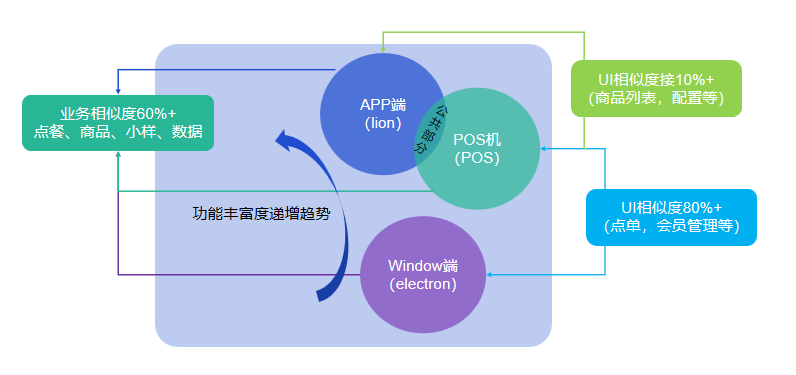 业务相似度60%+
点餐、商品、小样、数据
APP端
（lion）
公共部分
POS机
（POS）
UI相似度接10%+
（商品列表，配置等）
UI相似度80%+
（点单，会员管理等）
功能丰富度递增趋势
Window端
（electron）